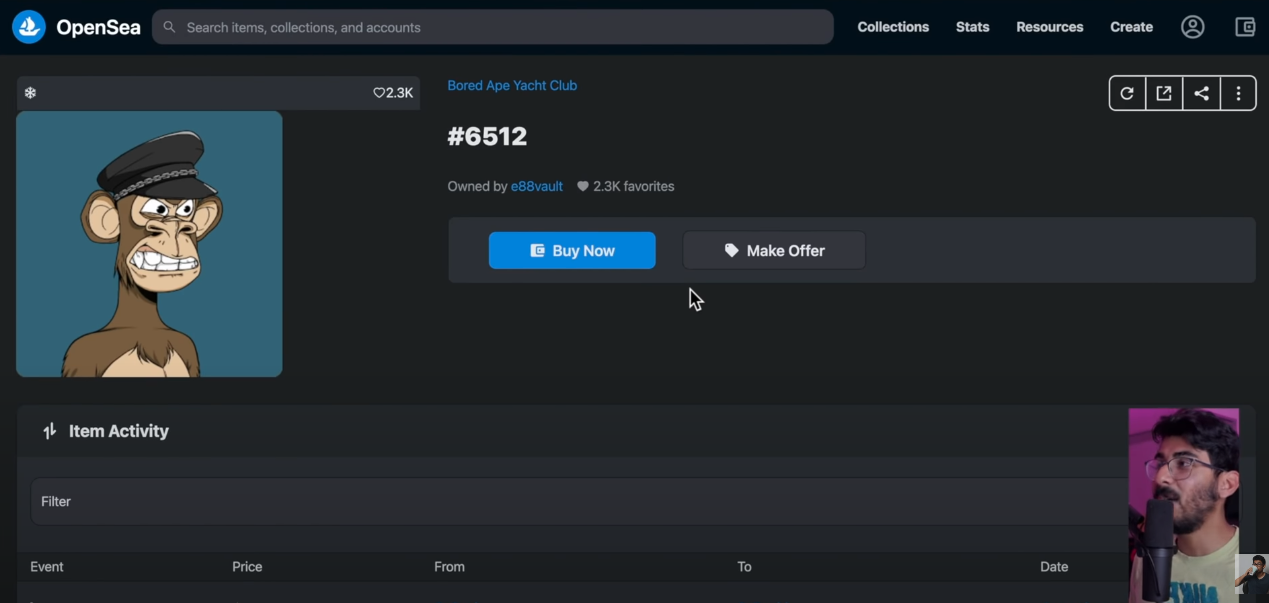 OpenSea
Search items, collections, and accounts
Collections
Stats
Resources
Create
2.3K
Bored Ape Yacht Club
#6512
Owned by e88vault 2.3K favorites
Buy Now
Make Offer
Item Activity
Filter
Event Price From To Date